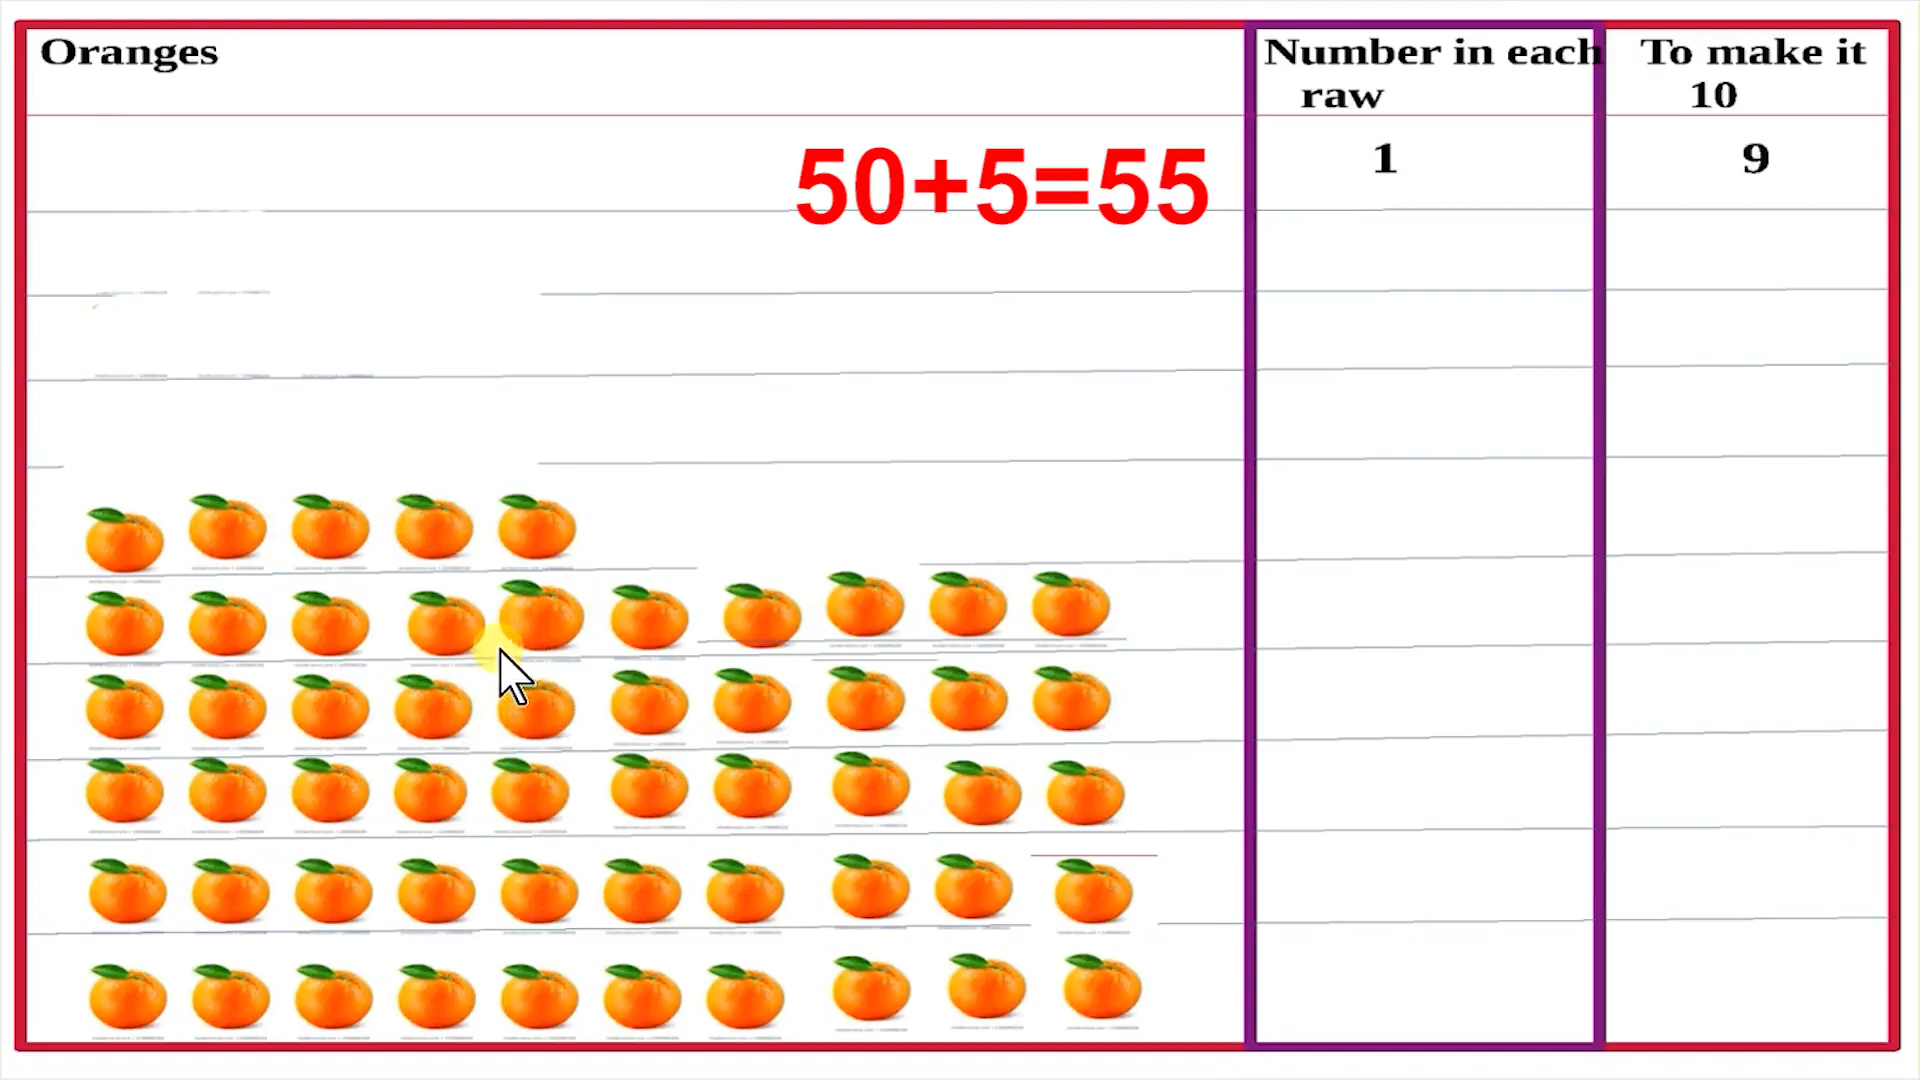 Oranges
Number in each
raw
To make it
10
50+5=55
1
9